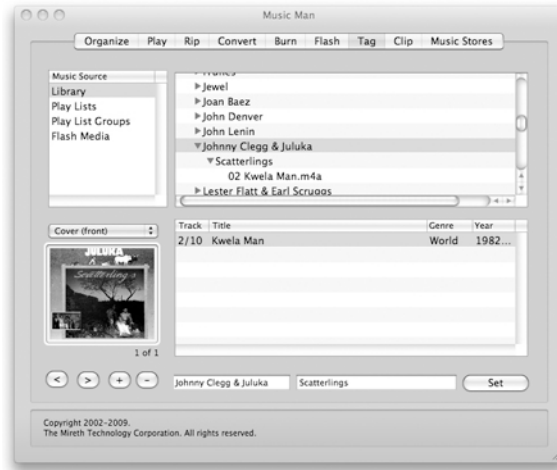 Music Man
Organize Play Rip Convert Burn Flash Tag Clip Music Stores
Music Source
Library
Play Lists
Play List Groups
Flash Media
Jewel
Joan Baez
John Denver
John Lenin
Johnny Clegg & Juluka
Scatterlings
02 Kwela Man.m4a
Lester Flatt & Earl Scruggs
Cover (front)
JULUKA
Scatterlings
1 of 1
< > + -
Track Title Genre Year
2/10 Kwela Man World 1982...
Johnny Clegg & Juluka Scatterlings Set
Copyright 2002-2009.
The Mireth Technology Corporation. All rights reserved.